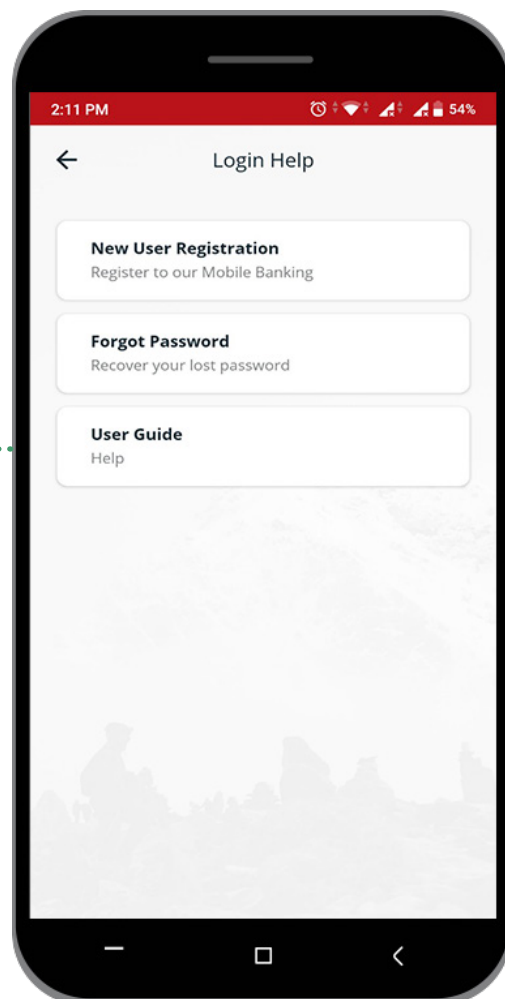 2:11 PM 54%
Login Help
New User Registration
Register to our Mobile Banking
Forgot Password
Recover your lost password
User Guide
Help